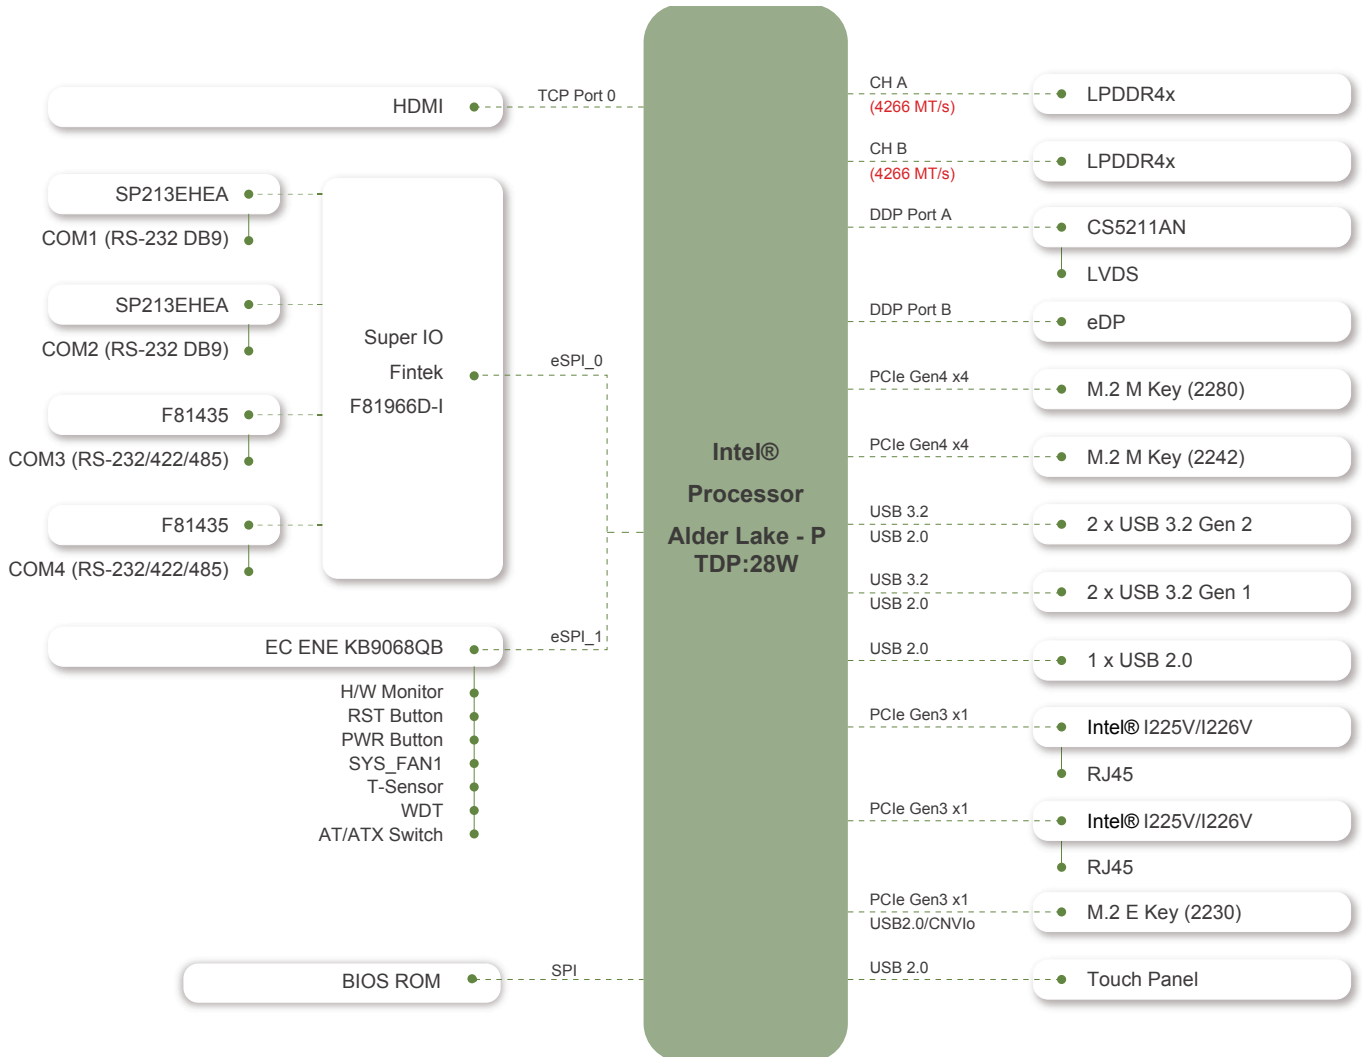 HDMI
TCP Port 0
SP213EHEA
COM1 (RS-232 DB9)
SP213EHEA
COM2 (RS-232 DB9)
F81435
COM3 (RS-232/422/485)
F81435
COM4 (RS-232/422/485)
Super IO
Fintek
F81966D-I
eSPI_0
EC ENE KB9068QB
eSPI_1
H/W Monitor
RST Button
PWR Button
SYS_FAN1
T-Sensor
WDT
AT/ATX Switch
BIOS ROM
SPI
Intel®
Processor
Alder Lake - P
TDP:28W
CH A
(4266 MT/s)
LPDDR4x
CH B
(4266 MT/s)
LPDDR4x
DDP Port A
CS5211AN
LVDS
DDP Port B
eDP
PCIe Gen4 x4
M.2 M Key (2280)
PCIe Gen4 x4
M.2 M Key (2242)
USB 3.2
USB 2.0
2 x USB 3.2 Gen 2
USB 3.2
USB 2.0
2 x USB 3.2 Gen 1
USB 2.0
1 x USB 2.0
PCIe Gen3 x1
Intel® I225V/I226V
RJ45
PCIe Gen3 x1
Intel® I225V/I226V
RJ45
PCIe Gen3 x1
USB2.0/CNVIo
M.2 E Key (2230)
USB 2.0
Touch Panel